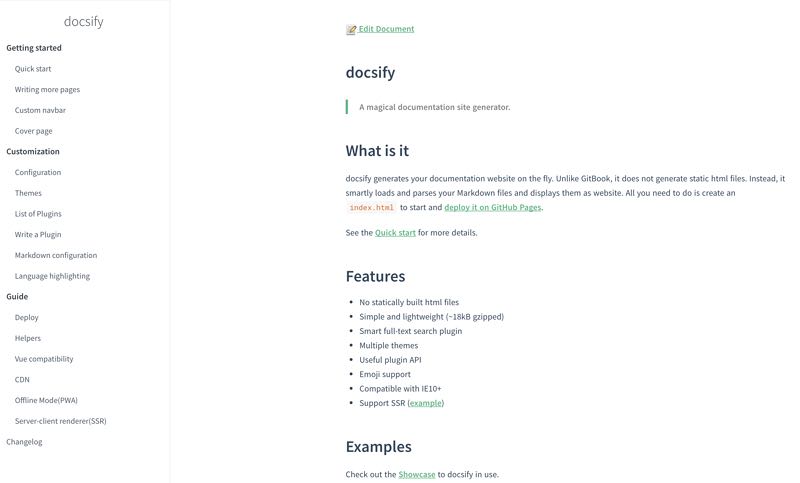 docsify
Getting started
Quick start
Writing more pages
Custom navbar
Cover page
Customization
Configuration
Themes
List of Plugins
Write a Plugin
Markdown configuration
Language highlighting
Guide
Deploy
Helpers
Vue compatibility
CDN
Offline Mode(PWA)
Server-client renderer(SSR)
Changelog
📝 Edit Document
docsify
A magical documentation site generator.
What is it
docsify generates your documentation website on the fly. Unlike GitBook, it does not generate static html files. Instead, it
smartly loads and parses your Markdown files and displays them as website. All you need to do is create an
index.html to start and deploy it on GitHub Pages.
See the Quick start for more details.
Features
• No statically built html files
• Simple and lightweight (~18kB gzipped)
• Smart full-text search plugin
• Multiple themes
• Useful plugin API
• Emoji support
• Compatible with IE10+
• Support SSR (example)
Examples
Check out the Showcase to docsify in use.